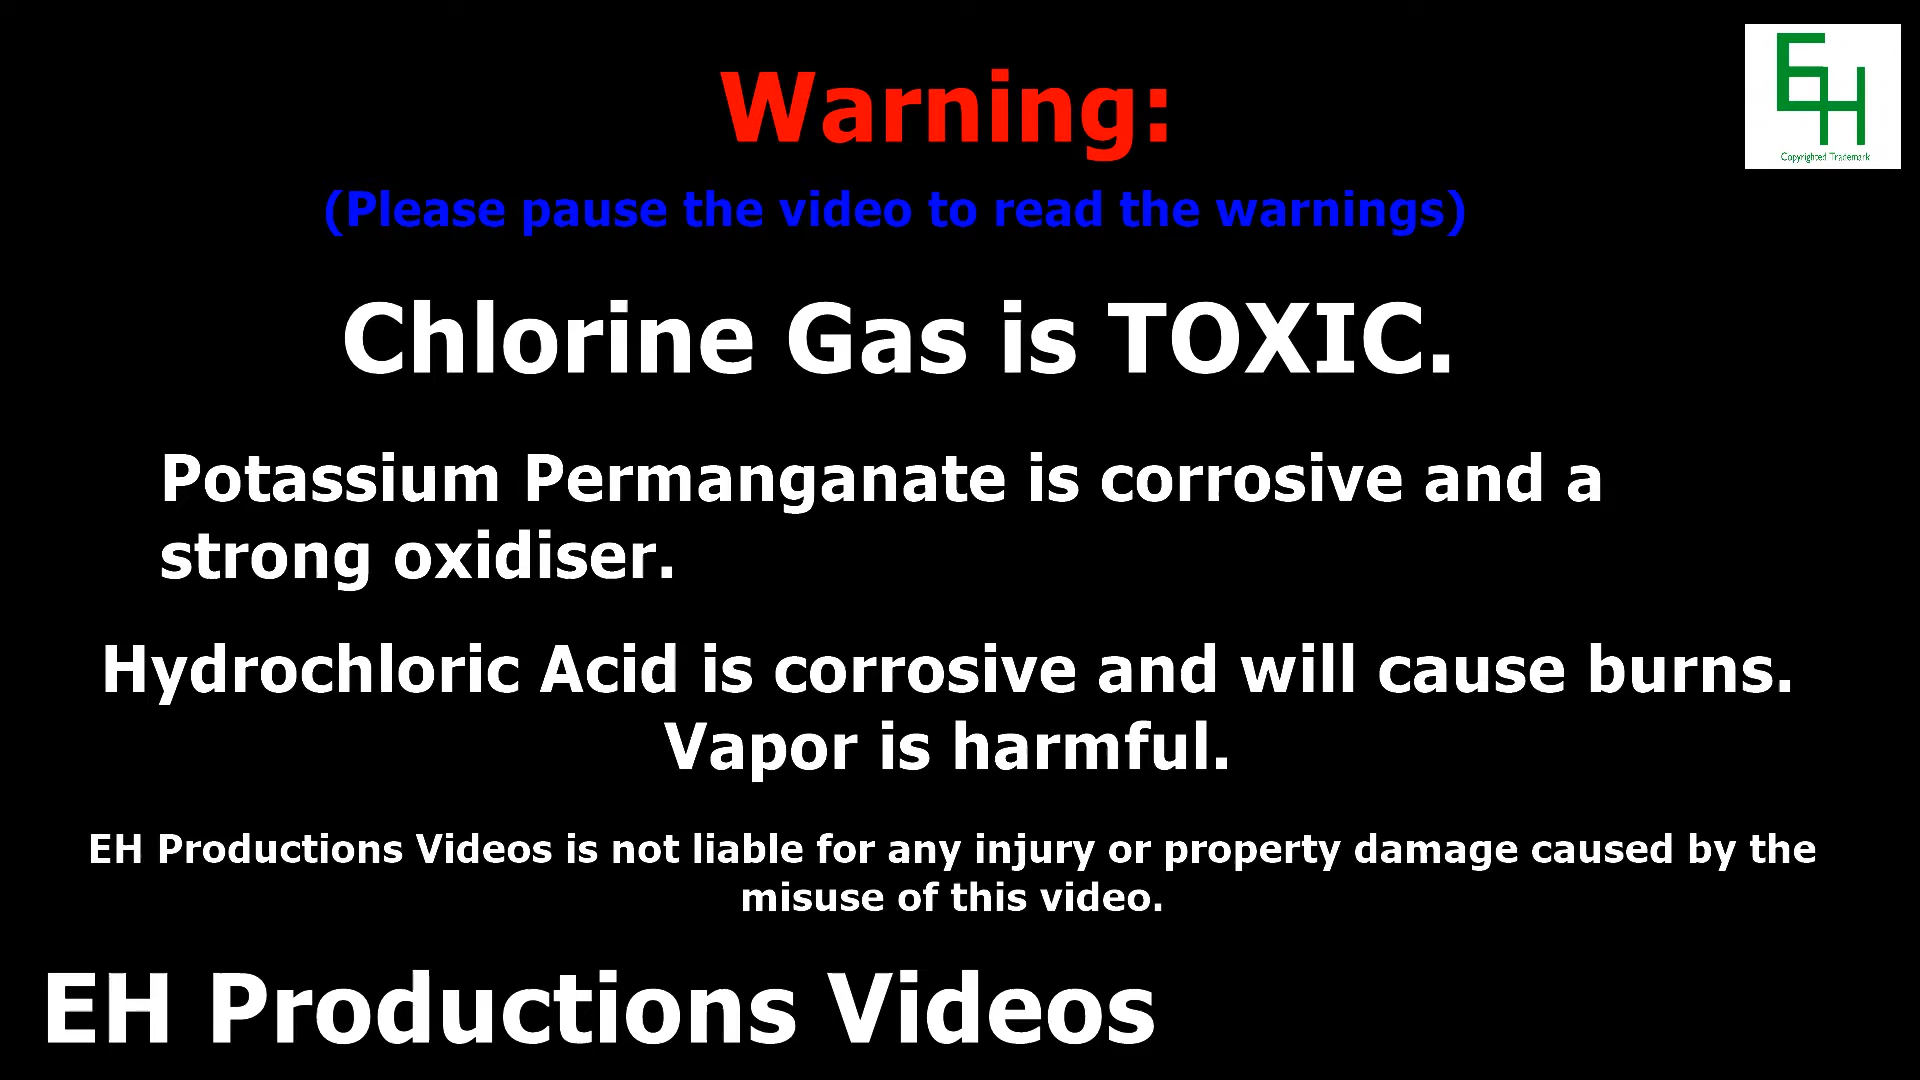 EH
Copyrighted Trademark
Warning:
(Please pause the video to read the warnings)
Chlorine Gas is TOXIC.
Potassium Permanganate is corrosive and a
strong oxidiser.
Hydrochloric Acid is corrosive and will cause burns.
Vapor is harmful.
EH Productions Videos is not liable for any injury or property damage caused by the
misuse of this video.
EH Productions Videos